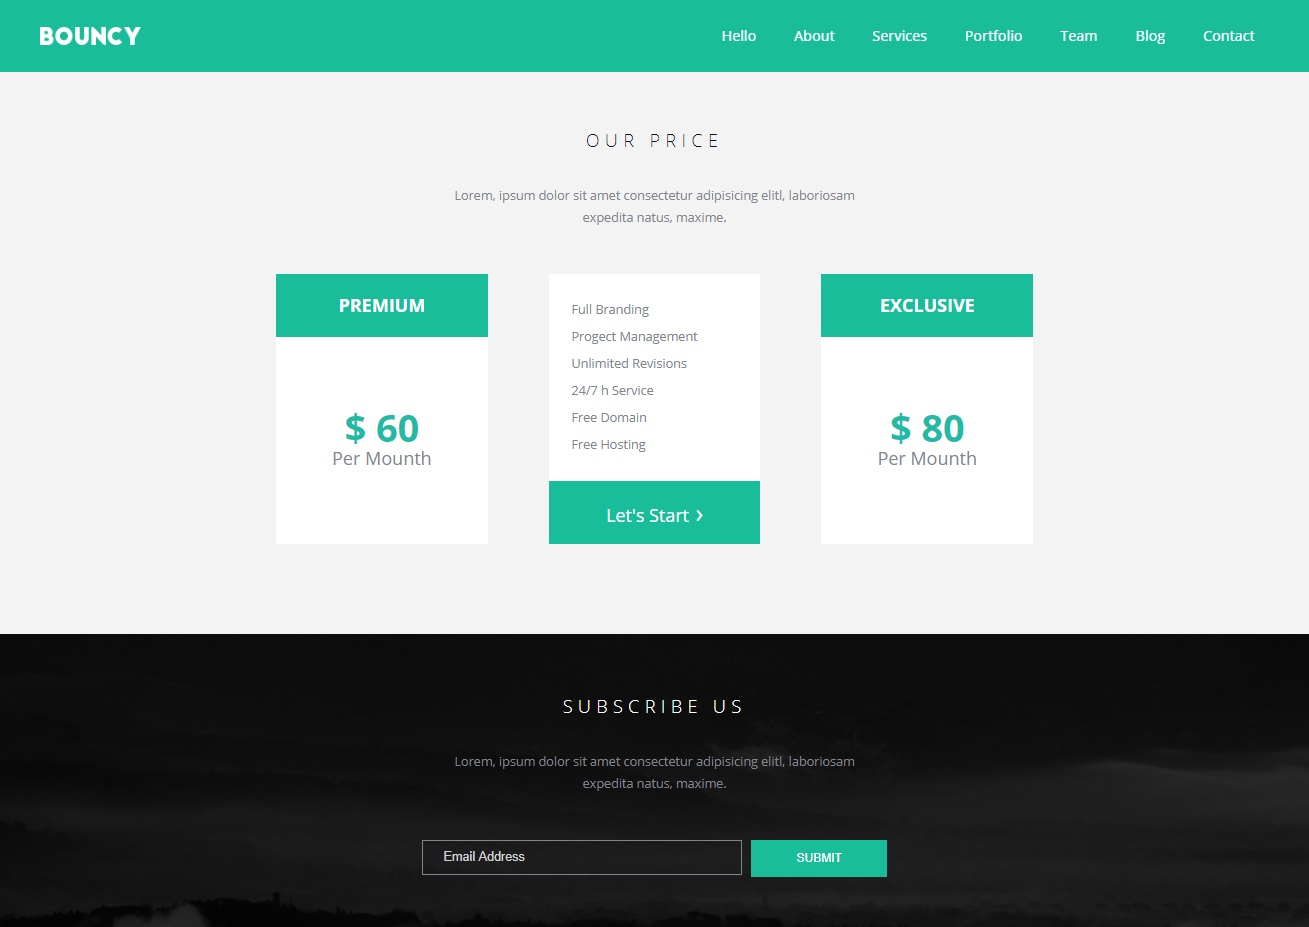 BOUNCY
Hello About Services Portfolio Team Blog Contact
OUR PRICE
Lorem, ipsum dolor sit amet consectetur adipisicing elitl, laboriosam
expedita natus, maxime.
PREMIUM
$ 60
Per Mounth
Full Branding
Progect Management
Unlimited Revisions
24/7 h Service
Free Domain
Free Hosting
Let's Start ›
EXCLUSIVE
$ 80
Per Mounth
SUBSCRIBE US
Lorem, ipsum dolor sit amet consectetur adipisicing elitl, laboriosam
expedita natus, maxime.
Email Address
SUBMIT